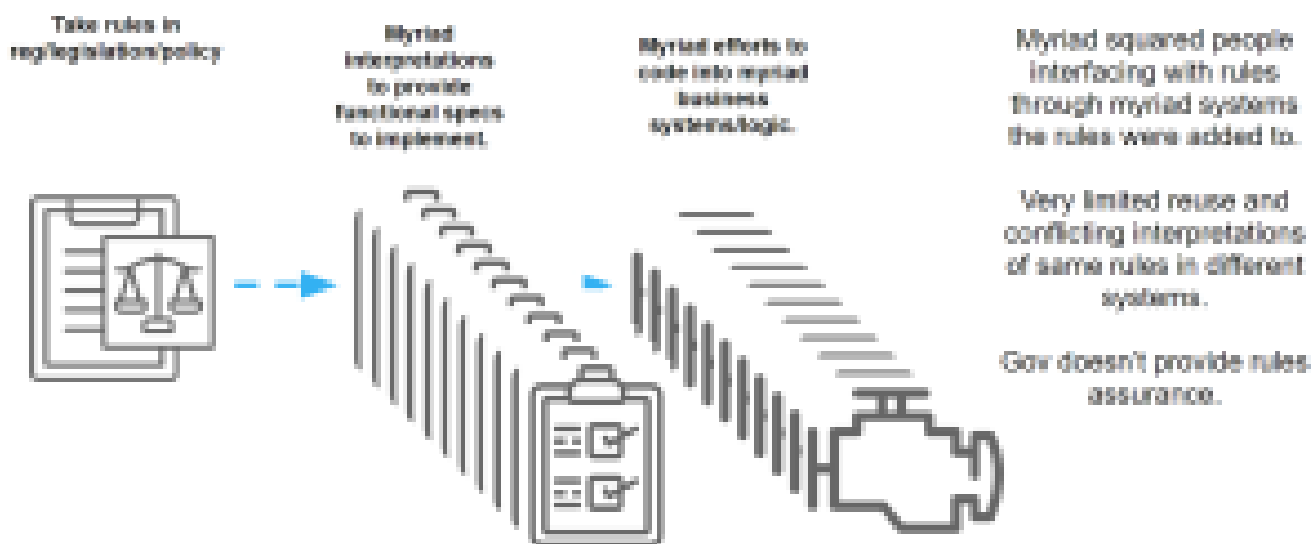 Take rules in
reg/legislation/policy
Myriad
interpretations
to provide
functional specs
to implement.
Myriad efforts to
code into myriad
business
systems/logic.
Myriad squared people
interfacing with rules
through myriad systems
the rules were added to.
Very limited reuse and
conflicting interpretations
of same rules in different
systems.
Gov doesn't provide rules
assurance.